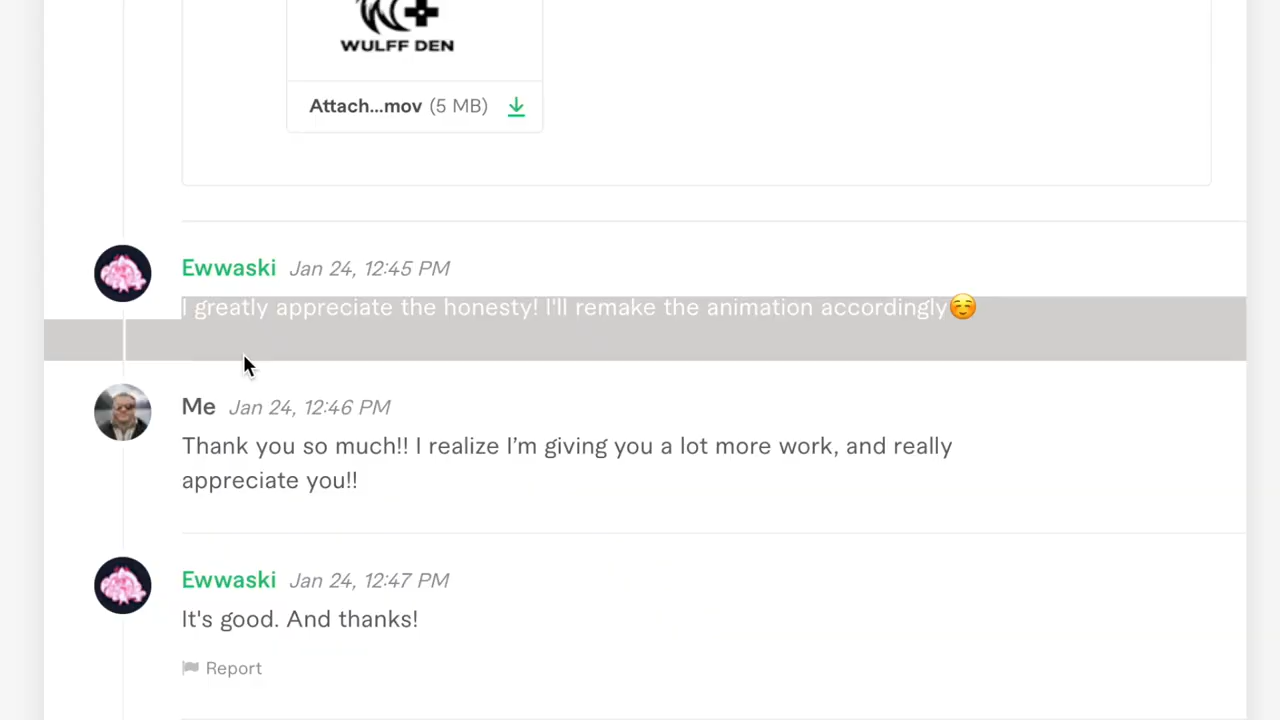 WULFF DEN
Attach...mov (5 MB)
Ewwaski Jan 24, 12:45 PM
I greatly appreciate the honesty! I'll remake the animation accordingly☺️
Me Jan 24, 12:46 PM
Thank you so much!! I realize I’m giving you a lot more work, and really
appreciate you!!
Ewwaski Jan 24, 12:47 PM
It's good. And thanks!
Report